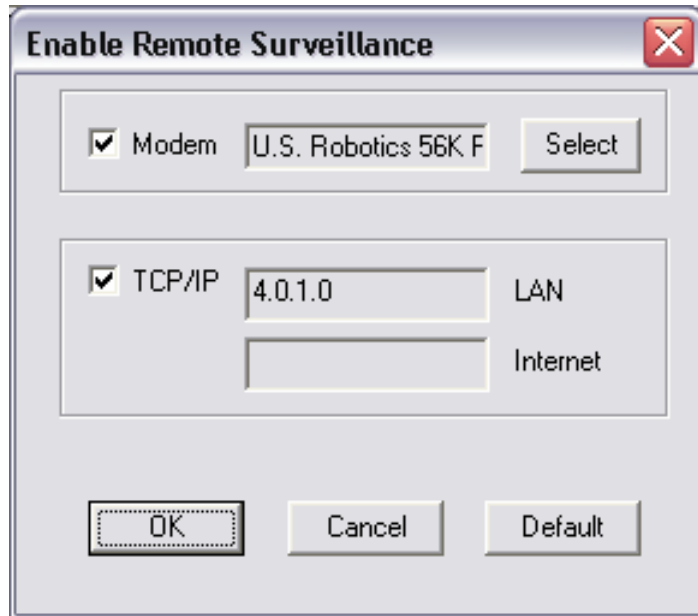 Enable Remote Surveillance
Modem U.S. Robotics 56K F Select
TCP/IP 4.0.1.0 LAN
Internet
OK Cancel Default